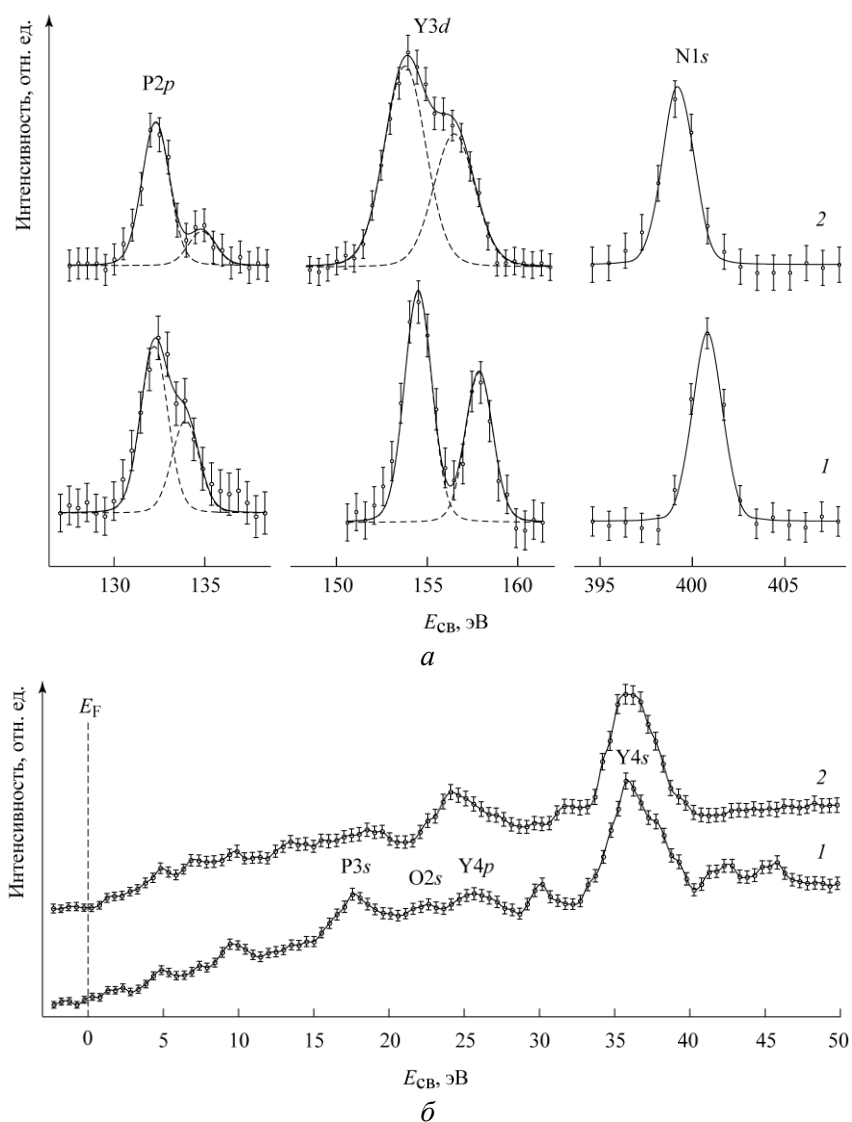 Интенсивность, отн. ед.
P2p
Y3d
N1s
2
1
130 135 150 155 160 395 400 405
Eсв, эВ
а
Интенсивность, отн. ед.
EF
Y4s
2
P3s O2s Y4p
1
0 5 10 15 20 25 30 35 40 45 50
Eсв, эВ
б